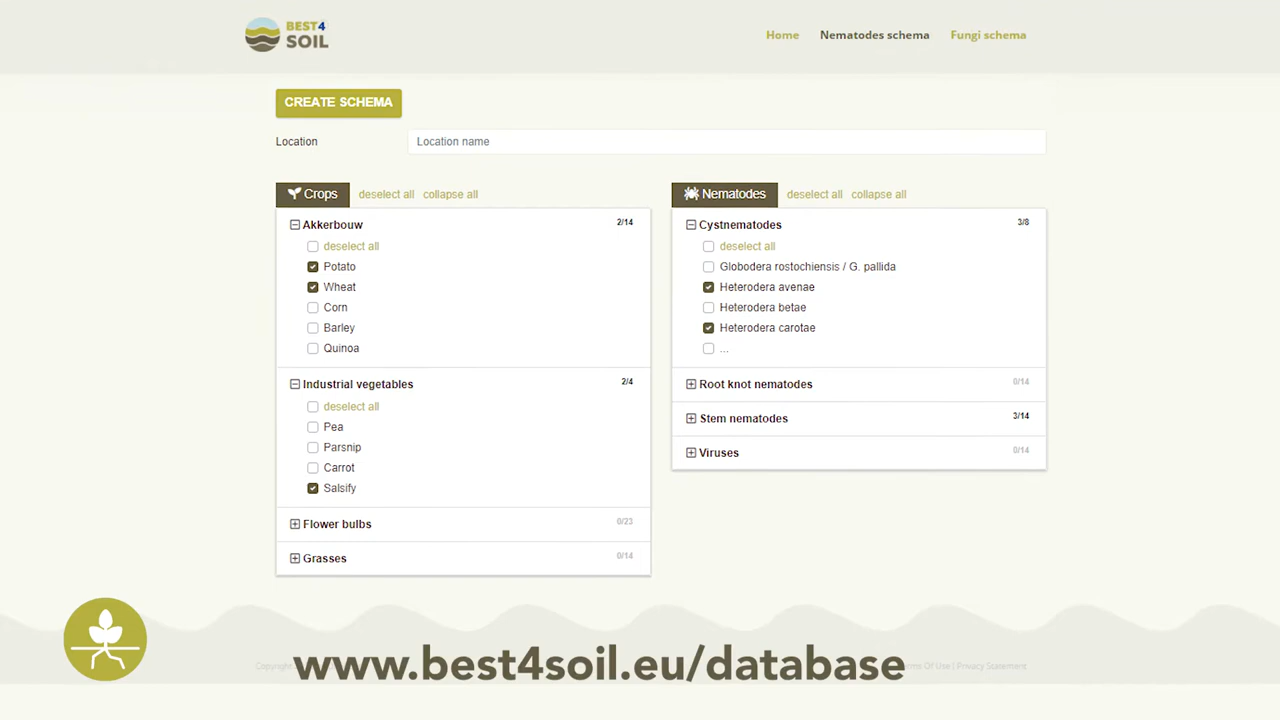 BEST4
SOIL
Home
Nematodes schema
Fungi schema
CREATE SCHEMA
Location
Location name
Crops
deselect all
collapse all
Akkerbouw
2/14
deselect all
Potato
Wheat
Corn
Barley
Quinoa
Industrial vegetables
2/4
deselect all
Pea
Parsnip
Carrot
Salsify
Flower bulbs
0/23
Grasses
0/14
Nematodes
deselect all
collapse all
Cystnematodes
3/8
deselect all
Globodera rostochiensis / G. pallida
Heterodera avenae
Heterodera betae
Heterodera carotae
...
Root knot nematodes
0/14
Stem nematodes
3/14
Viruses
0/14
www.best4soil.eu/database
Of Use | Privacy Statement